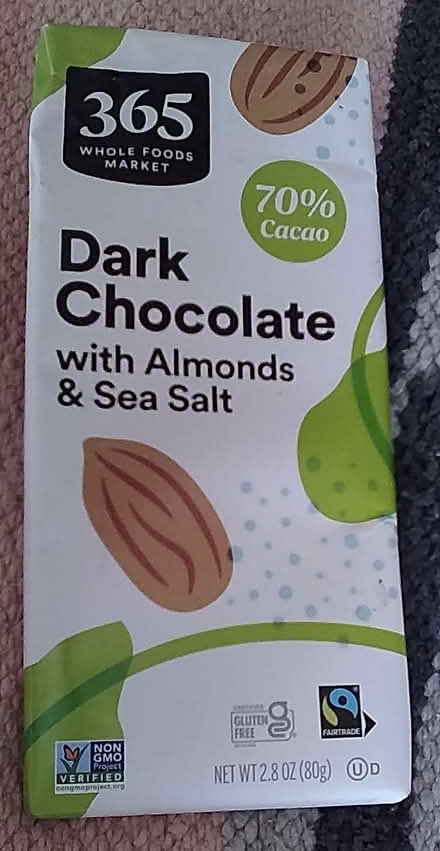 365
WHOLE FOODS
MARKET
70%
Cacao
Dark
Chocolate
with Almonds
& Sea Salt
CERTIFIED
GLUTEN
FREE
FAIRTRADE
NON
GMO
Project
VERIFIED
nongmoproject.org
NET WT 2.8 OZ (80g)
U D